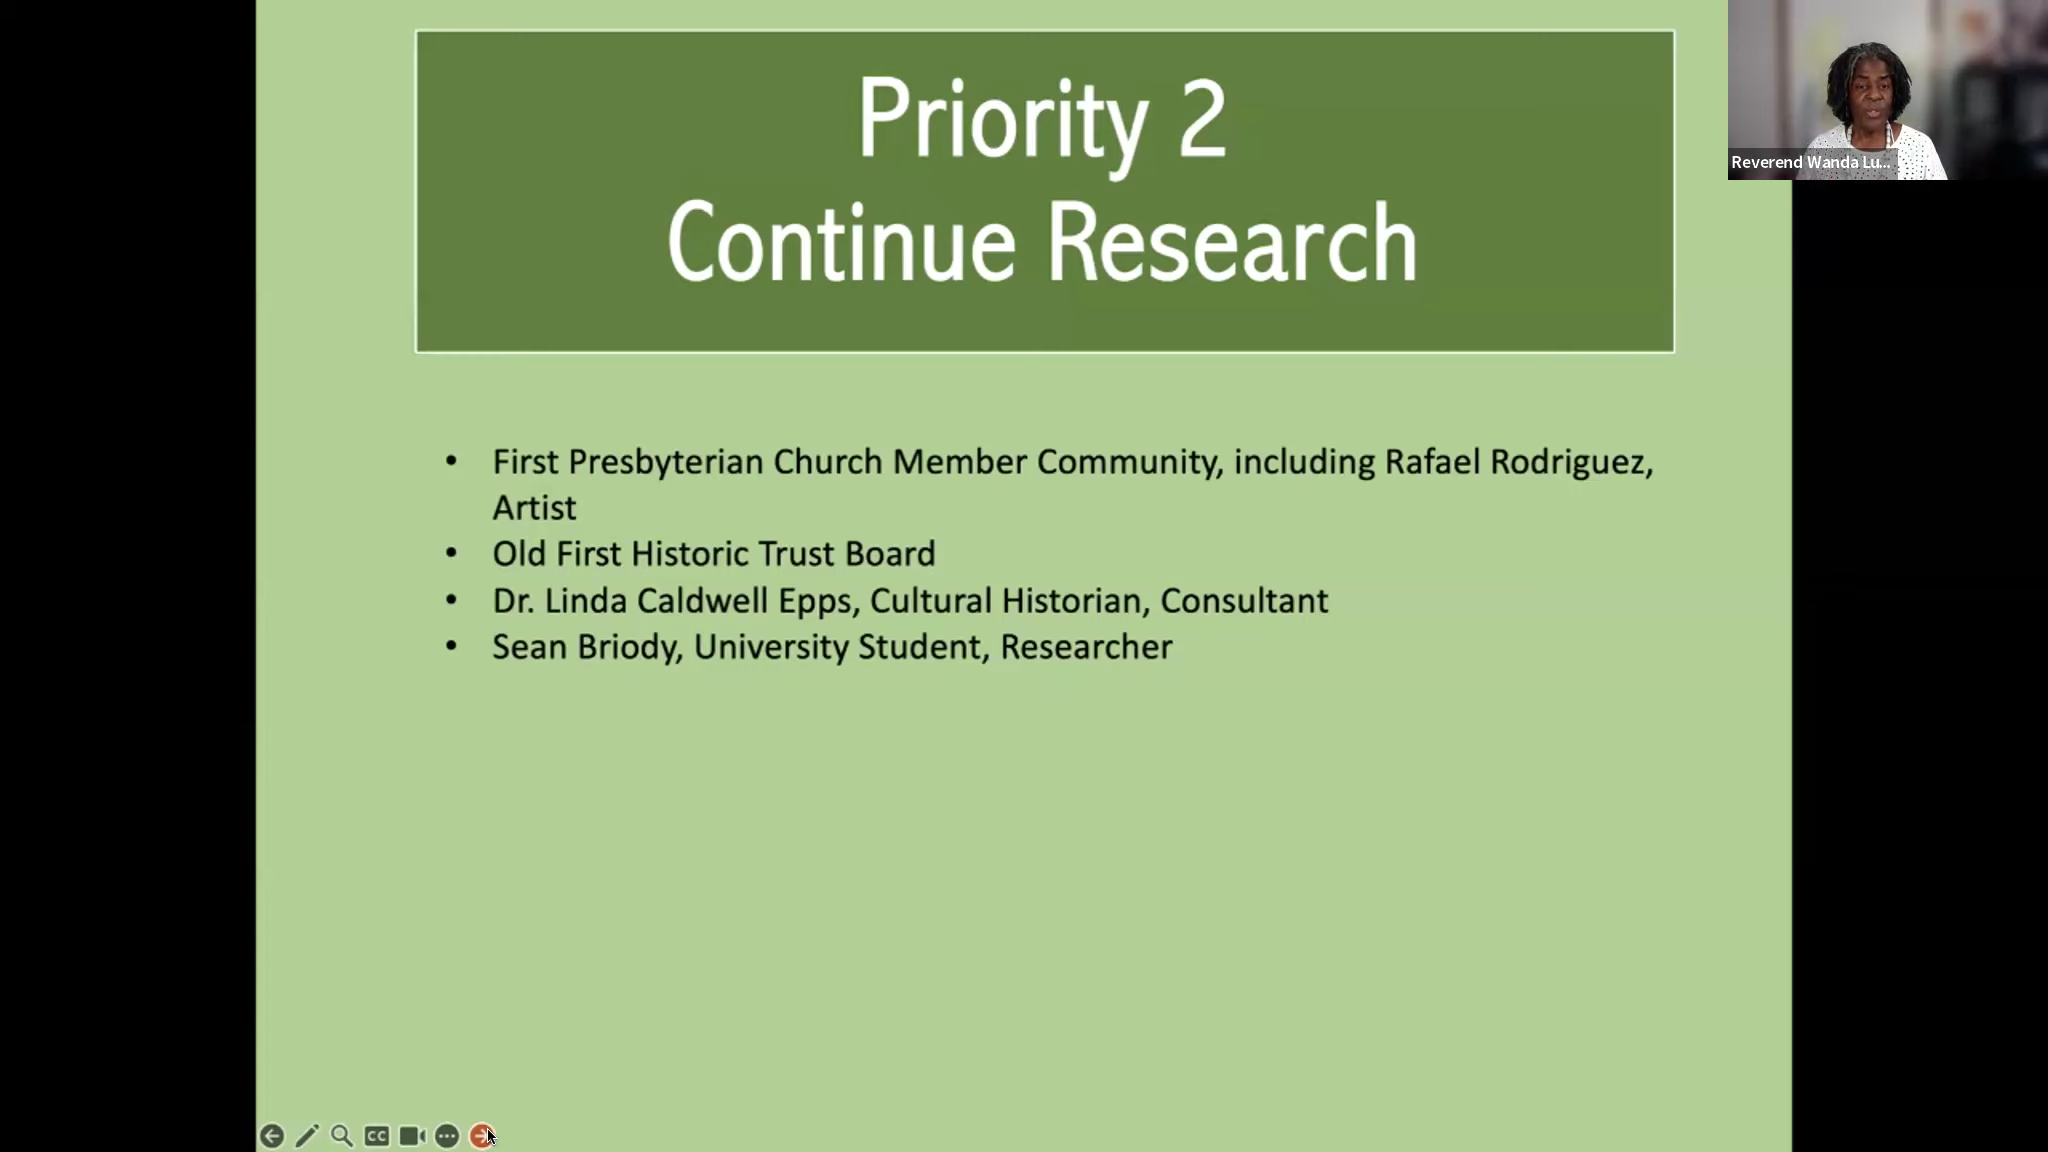 Priority 2
Continue Research
Reverend Wanda Lu...
• First Presbyterian Church Member Community, including Rafael Rodriguez,
Artist
• Old First Historic Trust Board
• Dr. Linda Caldwell Epps, Cultural Historian, Consultant
• Sean Briody, University Student, Researcher
CC